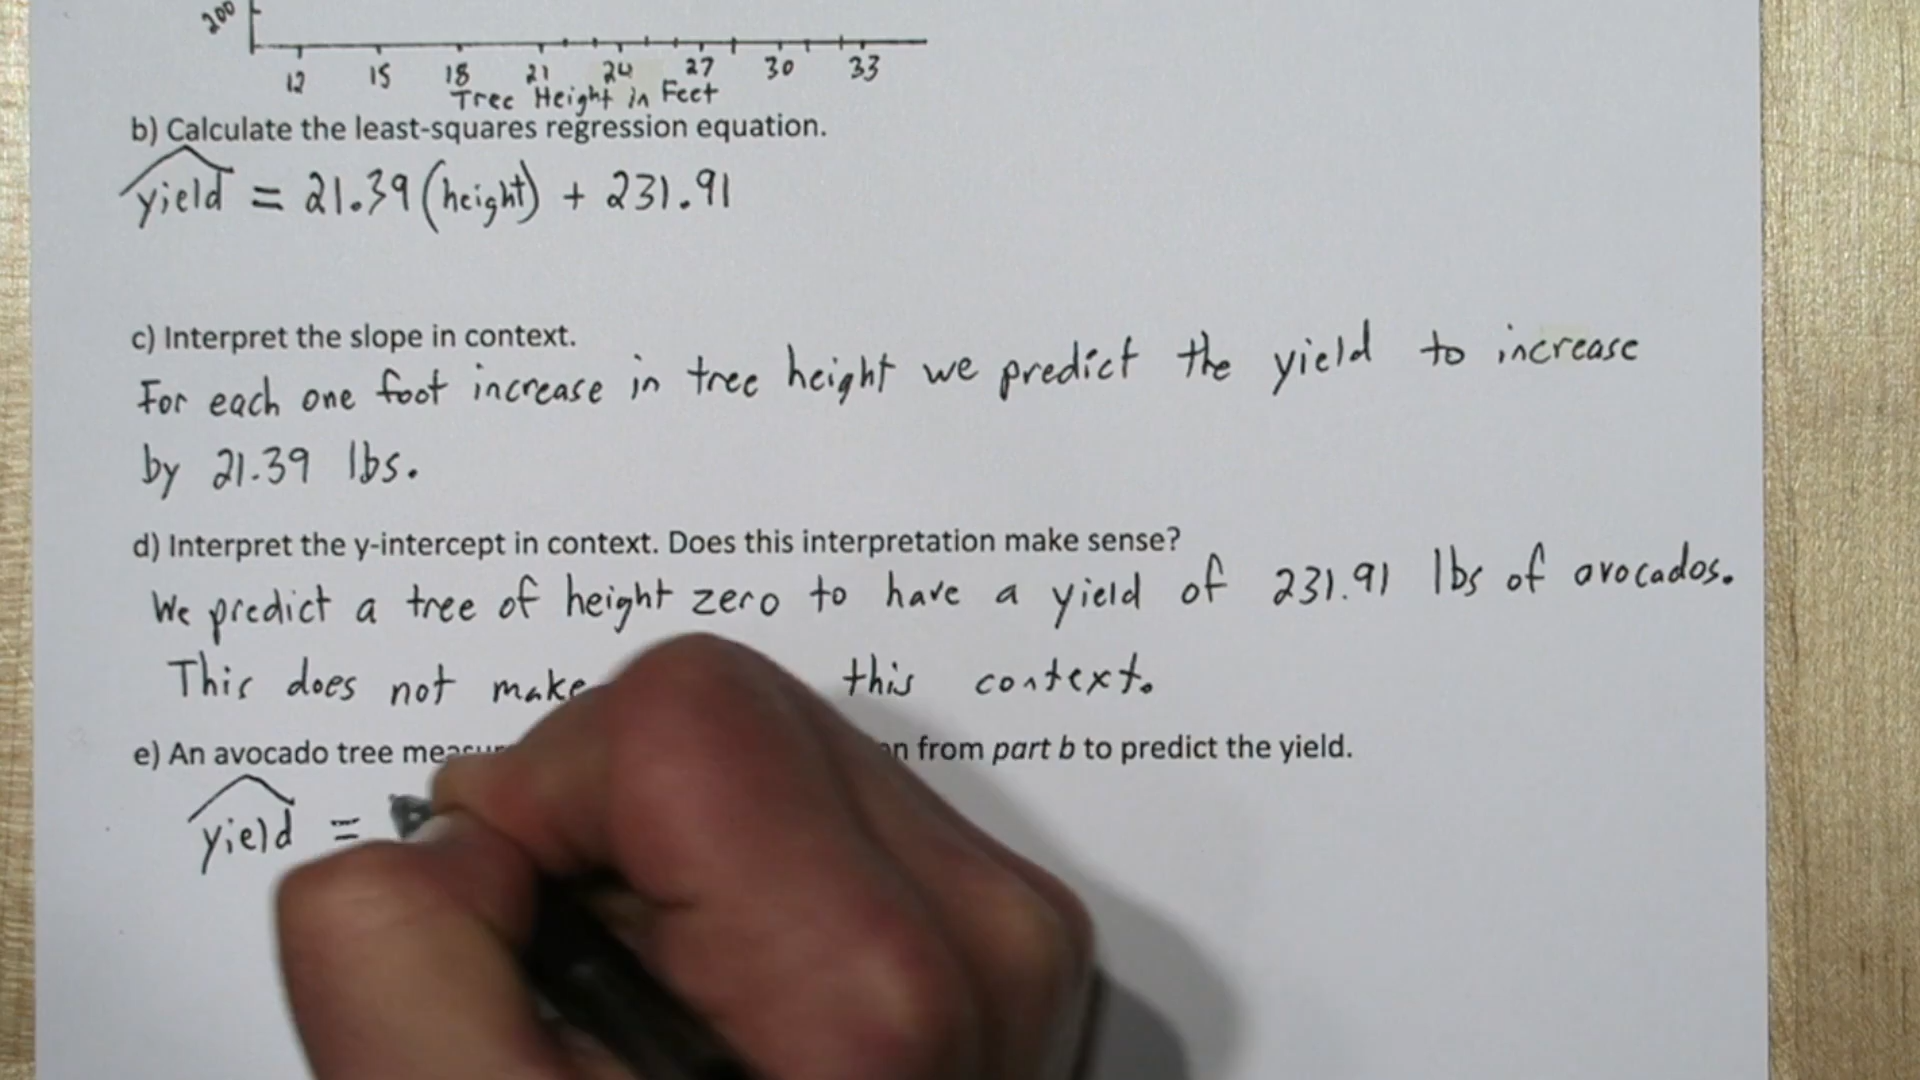 200
12 15 18 21 24 27 30 33
Tree Height in Feet
b) Calculate the least-squares regression equation.
yield = 21.39 (height) + 231.91
c) Interpret the slope in context.
For each one foot increase in tree height we predict the yield to increase
by 21.39 lbs.
d) Interpret the y-intercept in context. Does this interpretation make sense?
We predict a tree of height zero to have a yield of 231.91 lbs of avocados.
This does not make this context.
e) An avocado tree from part b to predict the yield.
yield =